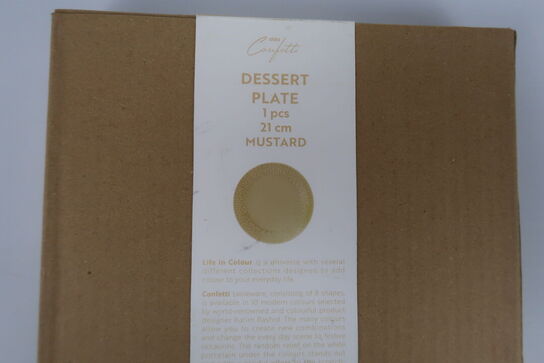 Confetti
DESSERT
PLATE
1 pcs
21 cm
MUSTARD
Life in Colour is a universe with several
different collections designed to add
colour to your everyday life.
Confetti tableware, consisting of 8 shapes,
is available in 10 modern colours selected
by world-renowned and colourful product
designer Karim Rashid. The many colours
allow you to create new combinations
and change the every day scene to festive
occasions. The random relief on the white
porcelain under the colours stands out